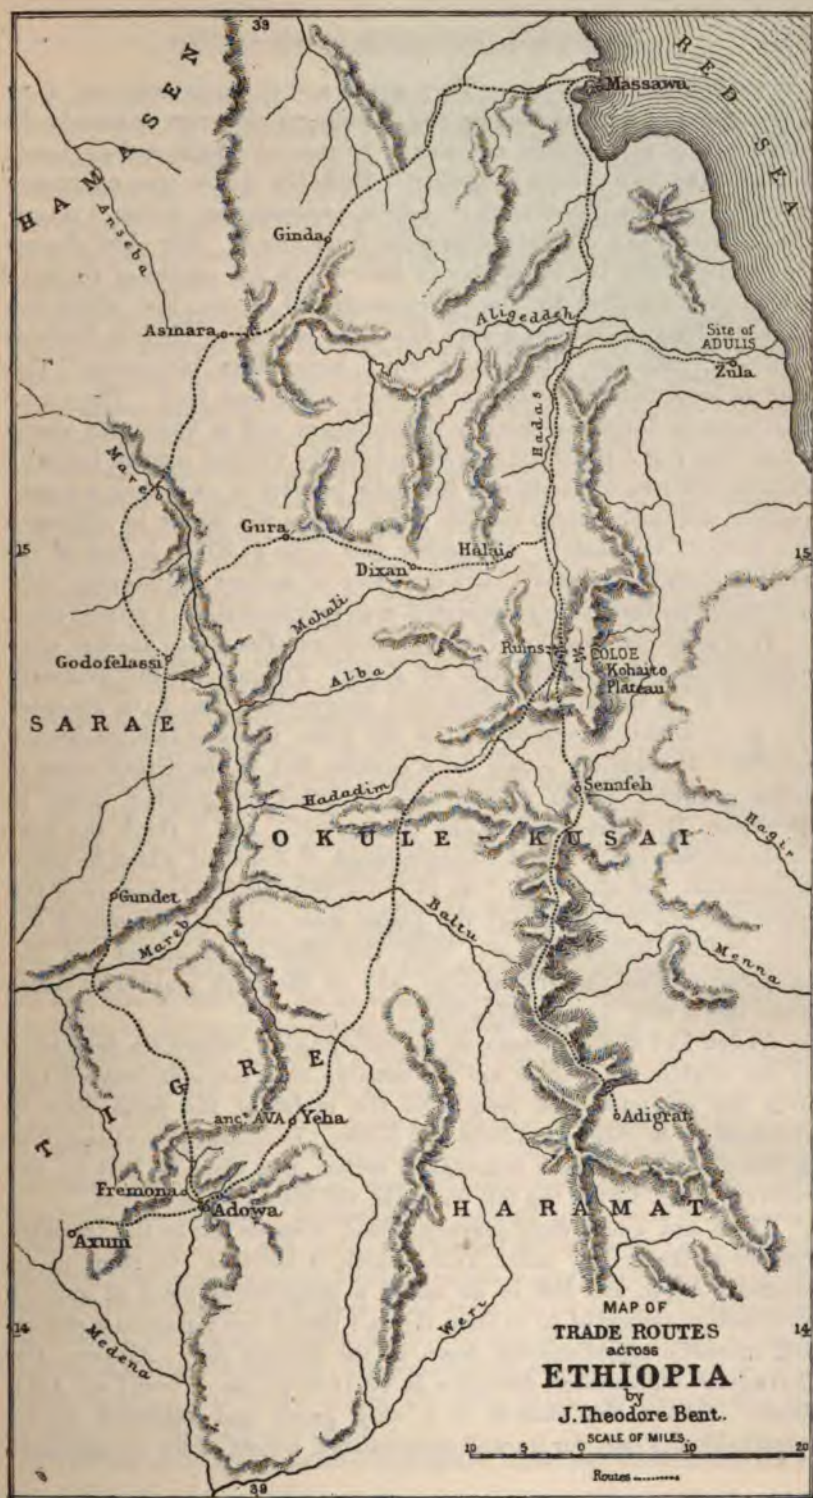 39
RED SEA
HAMASEN
Massawa
Anseba
Ginda
Asmara
Aligeddeh
Site of
ADULIS
Zula
Hadas
Mareb
Gura
15
15
Halai
Dixan
Mahali
Ruins
COLOE
Kohaito
Plateau
Godofelassi
Alba
SARAE
Senafeh
Hadadim
Hagir
OKULE - KUSAI
Gundet
Baltu
Mareb
Menna
TIGRE
anct. AVA
Yeha
Adigrat
Fremona
Adowa
HARAMAT
Axum
14
14
Medena
Weri
MAP OF
TRADE ROUTES
across
ETHIOPIA
by
J. Theodore Bent.
SCALE OF MILES.
10 5 0 10 20
Routes
39